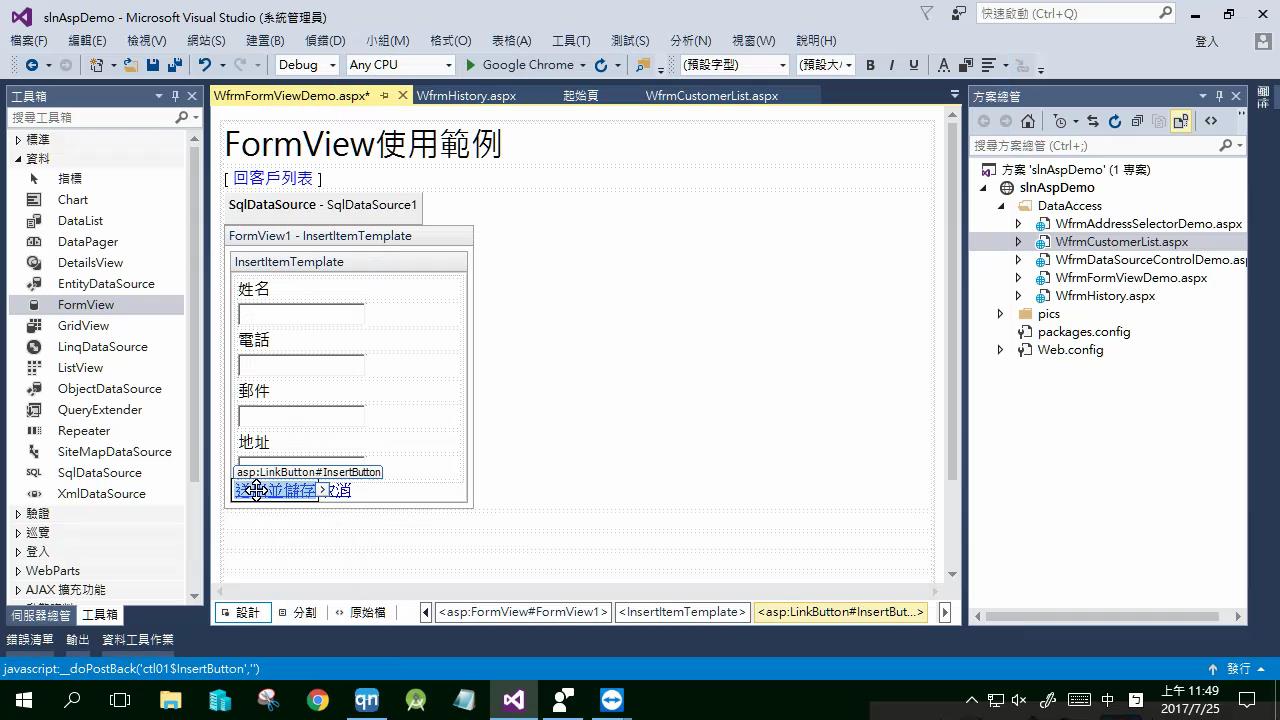 slnAspDemo - Microsoft Visual Studio (系統管理員)
快速啟動 (Ctrl+Q)
檔案(F) 編輯(E) 檢視(V) 網站(S) 建置(B) 偵錯(D) 小組(M) 格式(O) 表格(A) 工具(T) 測試(S) 分析(N) 視窗(W) 說明(H)
登入
Debug Any CPU Google Chrome (預設字型) (預設大 B I U A
工具箱
搜尋工具箱
標準
資料
指標
Chart
DataList
DataPager
DetailsView
EntityDataSource
FormView
GridView
LinqDataSource
ListView
ObjectDataSource
QueryExtender
Repeater
SiteMapDataSource
SqlDataSource
XmlDataSource
驗證
巡覽
登入
WebParts
AJAX 擴充功能
伺服器總管 工具箱
WfrmFormViewDemo.aspx* WfrmHistory.aspx 起始頁 WfrmCustomerList.aspx
FormView使用範例
[ 回客戶列表 ]
SqlDataSource - SqlDataSource1
FormView1 - InsertItemTemplate
InsertItemTemplate
姓名
電話
郵件
地址
asp:LinkButton#InsertButton
並儲存 取消
設計 分割 原始檔 <asp:FormView#FormView1> <InsertItemTemplate> <asp:LinkButton#InsertBut...>
方案總管
搜尋方案總管 (Ctrl+;)
方案 'slnAspDemo' (1 專案)
slnAspDemo
DataAccess
WfrmAddressSelectorDemo.aspx
WfrmCustomerList.aspx
WfrmDataSourceControlDemo.asp
WfrmFormViewDemo.aspx
WfrmHistory.aspx
pics
packages.config
Web.config
錯誤清單 輸出 資料工具作業
javascript:__doPostBack('ctl01$InsertButton','')
發行
qn
中
上午 11:49
2017/7/25